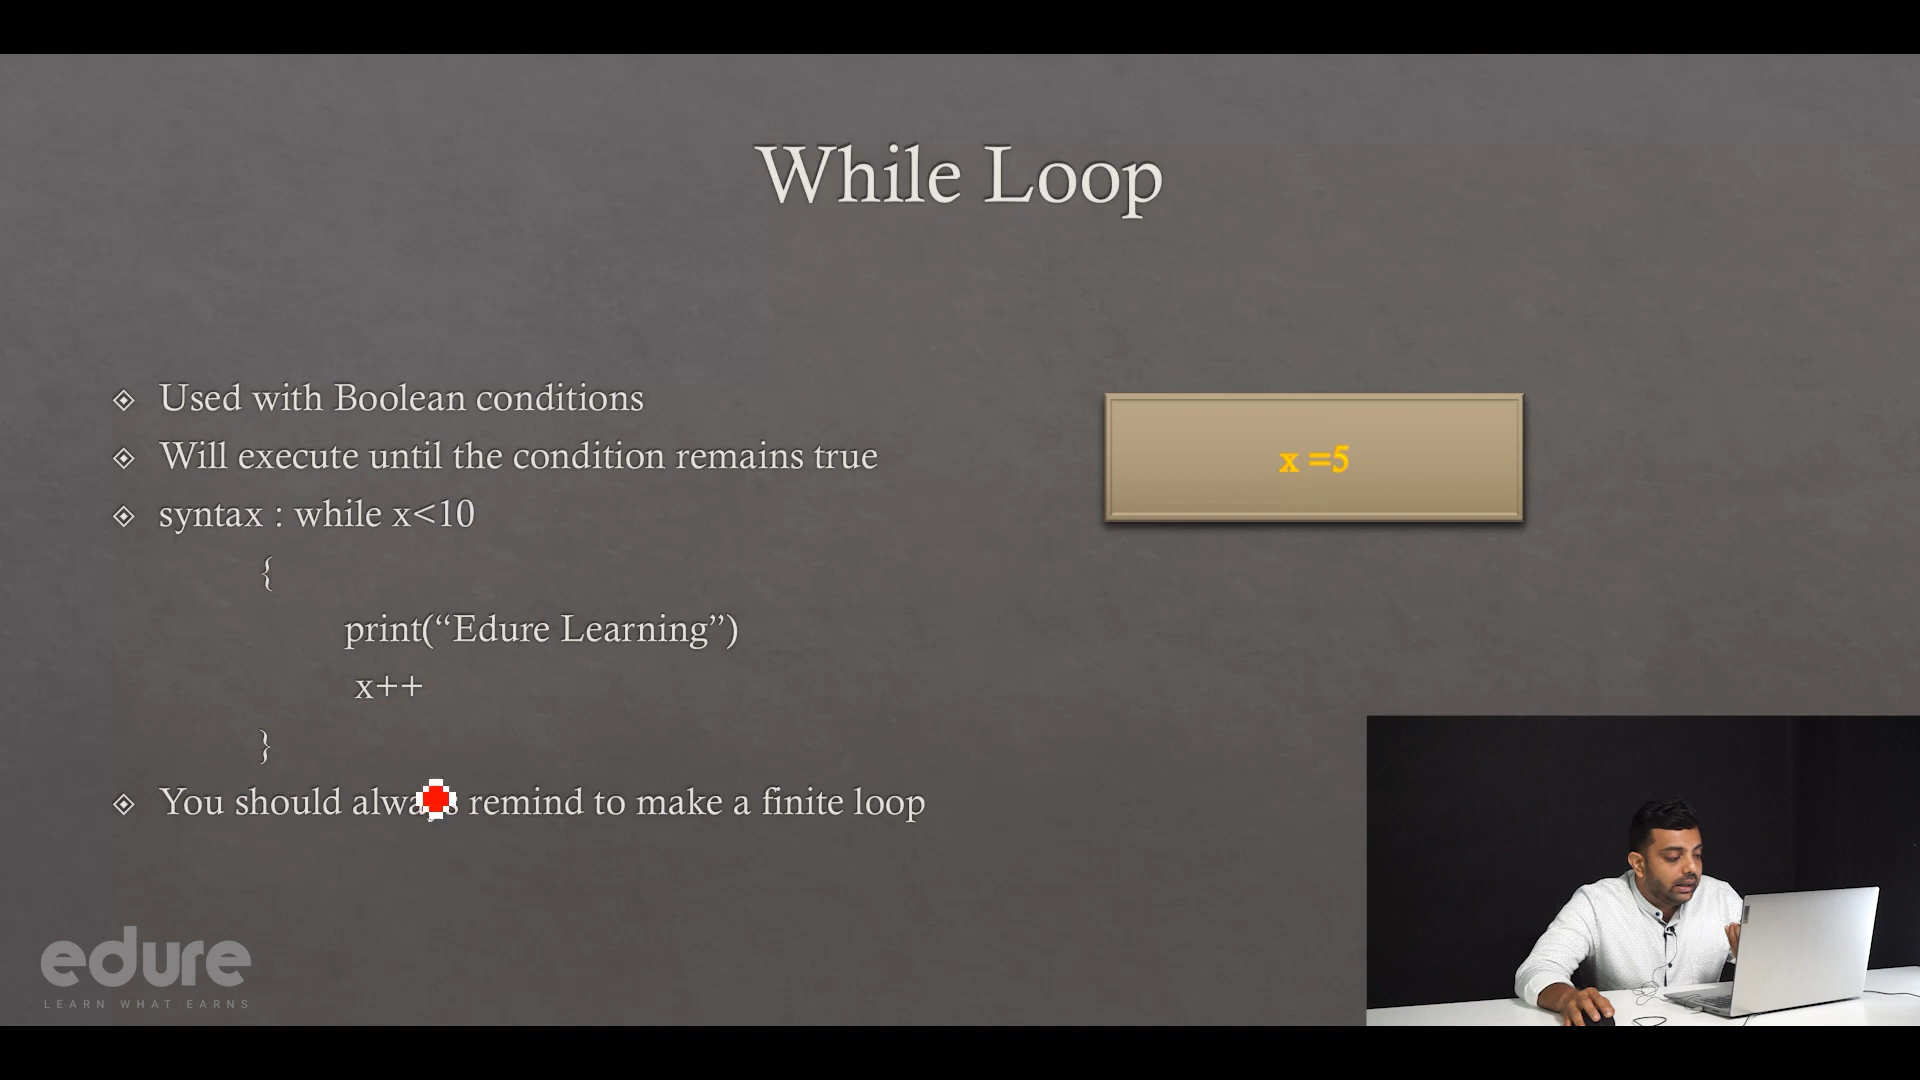 While Loop
Used with Boolean conditions
Will execute until the condition remains true
syntax : while x<10
{
print(“Edure Learning”)
x++
}
You should always remind to make a finite loop
x =5
edure
LEARN WHAT EARNS